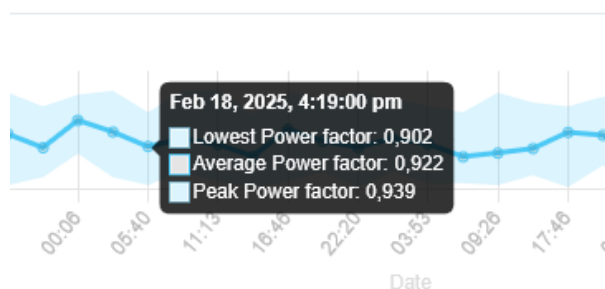 Feb 18, 2025, 4:19:00 pm
Lowest Power factor: 0,902
Average Power factor: 0,922
Peak Power factor: 0,939
00:06
05:40
11:13
16:46
22:20
03:53
09:26
17:46
Date